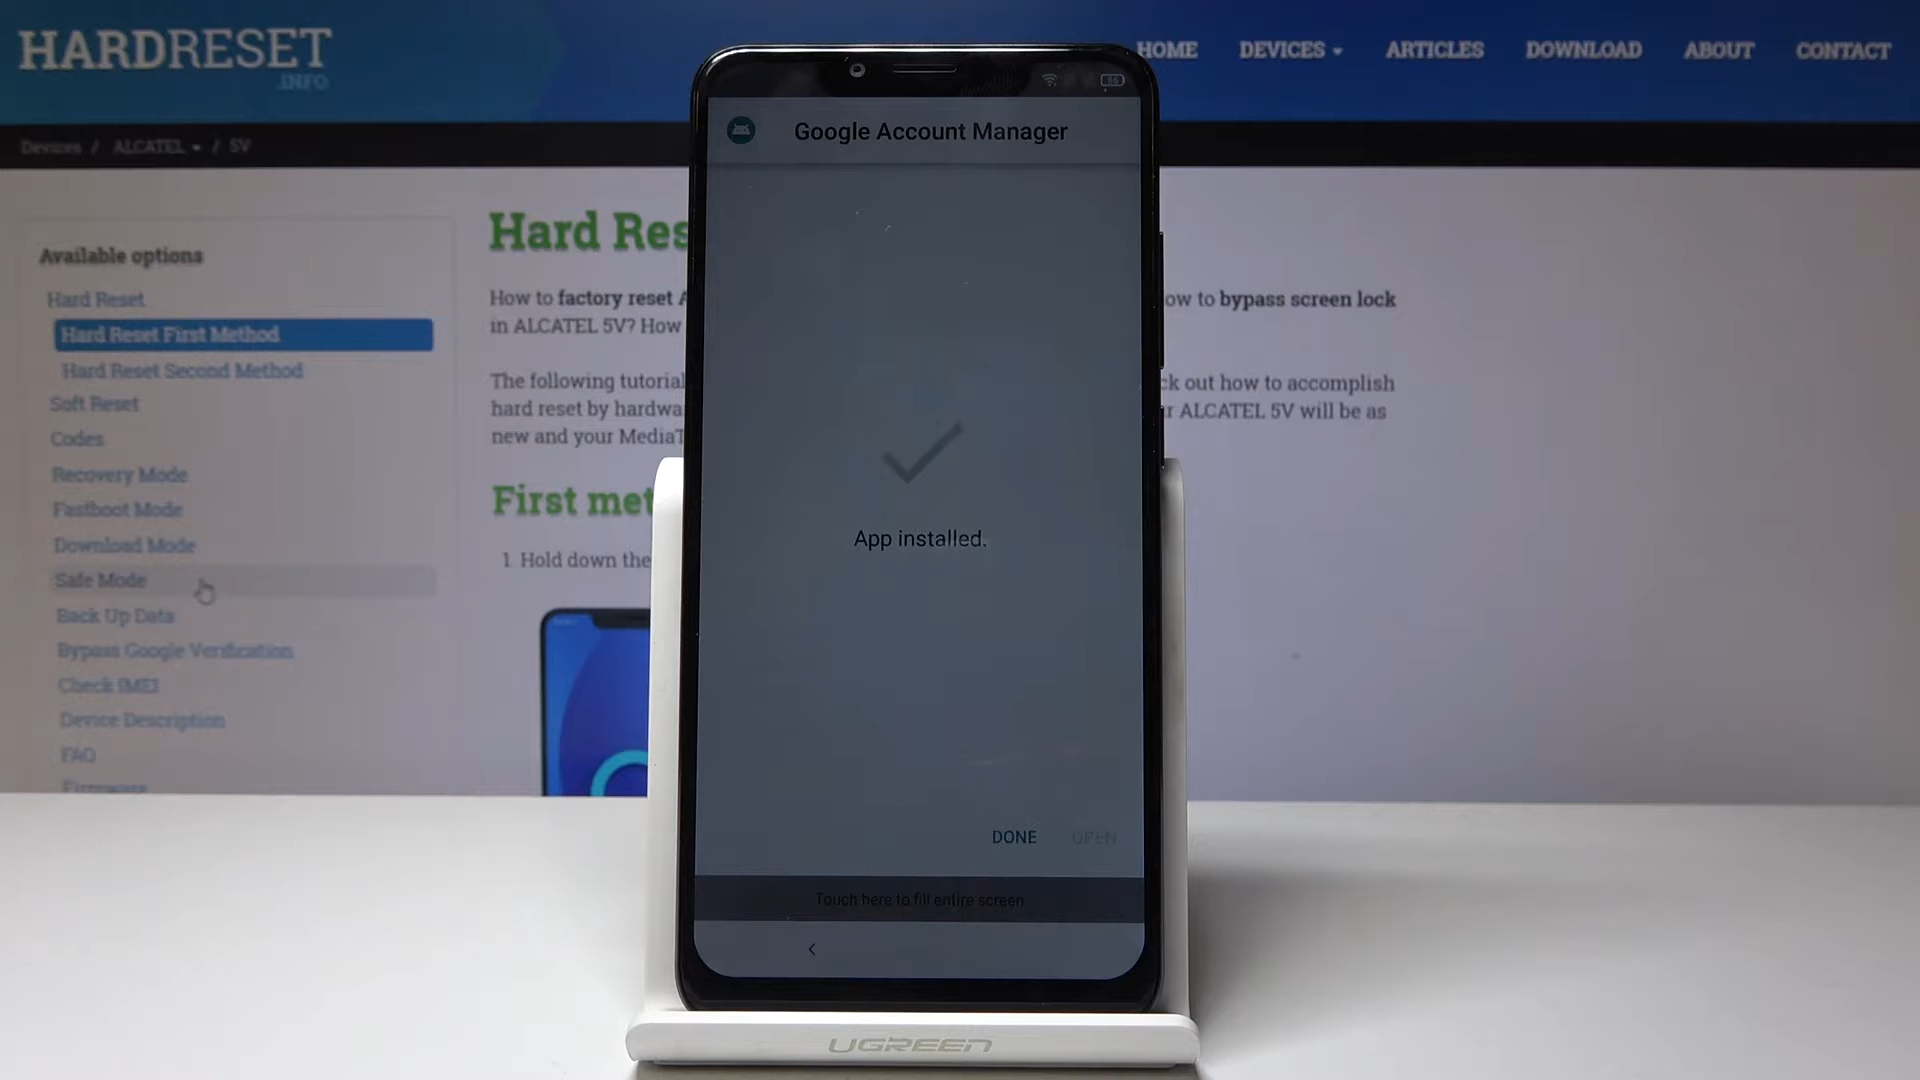 HARDRESET
.INFO
HOME DEVICES ARTICLES DOWNLOAD ABOUT CONTACT
Devices / ALCATEL / 5V
Available options
Hard Reset
Hard Reset First Method
Hard Reset Second Method
Soft Reset
Codes
Recovery Mode
Fastboot Mode
Download Mode
Safe Mode
Back Up Data
Bypass Google Verification
Check IMEI
Device Description
FAQ
Firmware
Hard Res
How to factory reset A
ow to bypass screen lock
in ALCATEL 5V? How
The following tutorial
ck out how to accomplish
hard reset by hardwa
r ALCATEL 5V will be as
new and your MediaT
First met
1. Hold down the
66
Google Account Manager
App installed.
DONE OPEN
Touch here to fill entire screen
UGREEN